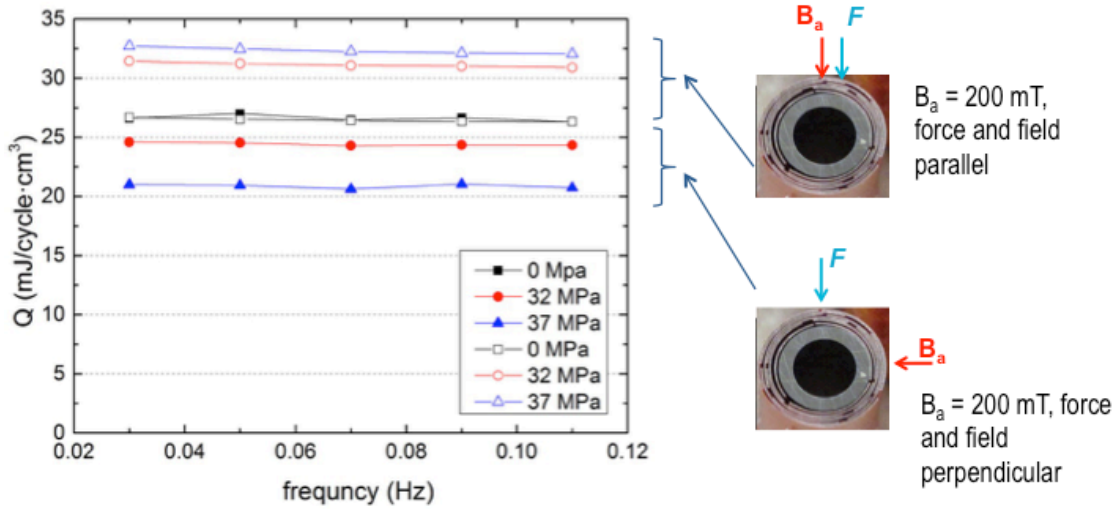 35
30
25
20
15
10
5
0
Q (mJ/cycle·cm³)
0 Mpa
32 MPa
37 MPa
0 MPa
32 MPa
37 MPa
0.02 0.04 0.06 0.08 0.10 0.12
frequncy (Hz)
Bₐ F
Bₐ = 200 mT,
force and field
parallel
F
Bₐ
Bₐ = 200 mT, force
and field
perpendicular